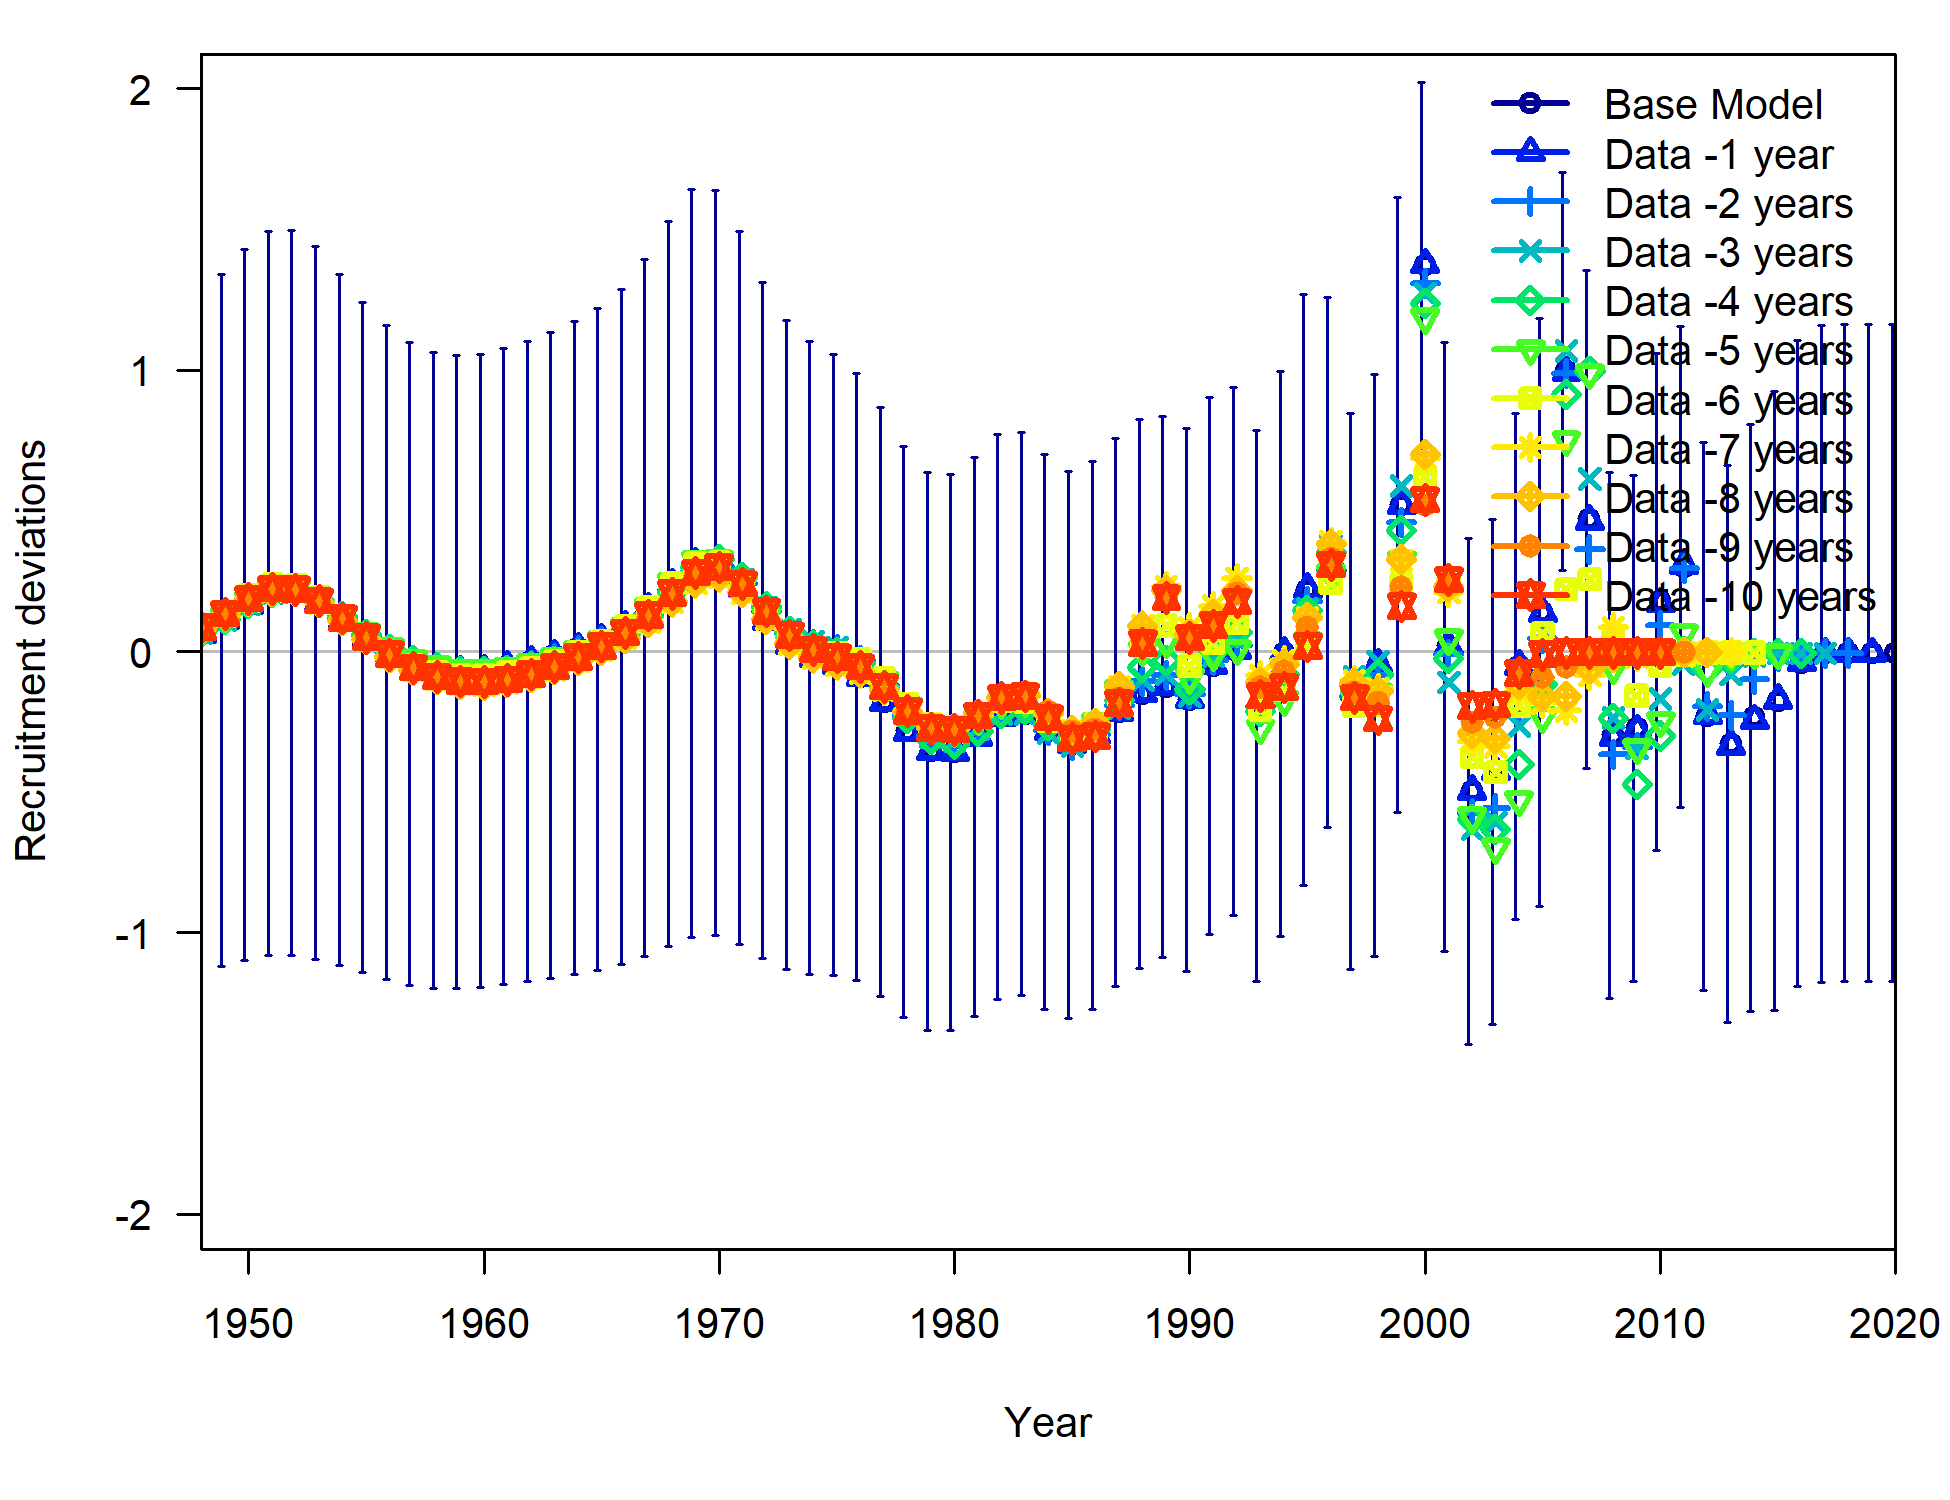 2
1
0
-1
-2
Recruitment deviations
Base Model
Data -1 year
Data -2 years
Data -3 years
Data -4 years
Data -5 years
Data -6 years
Data -7 years
Data -8 years
Data -9 years
Data -10 years
1950 1960 1970 1980 1990 2000 2010 2020
Year